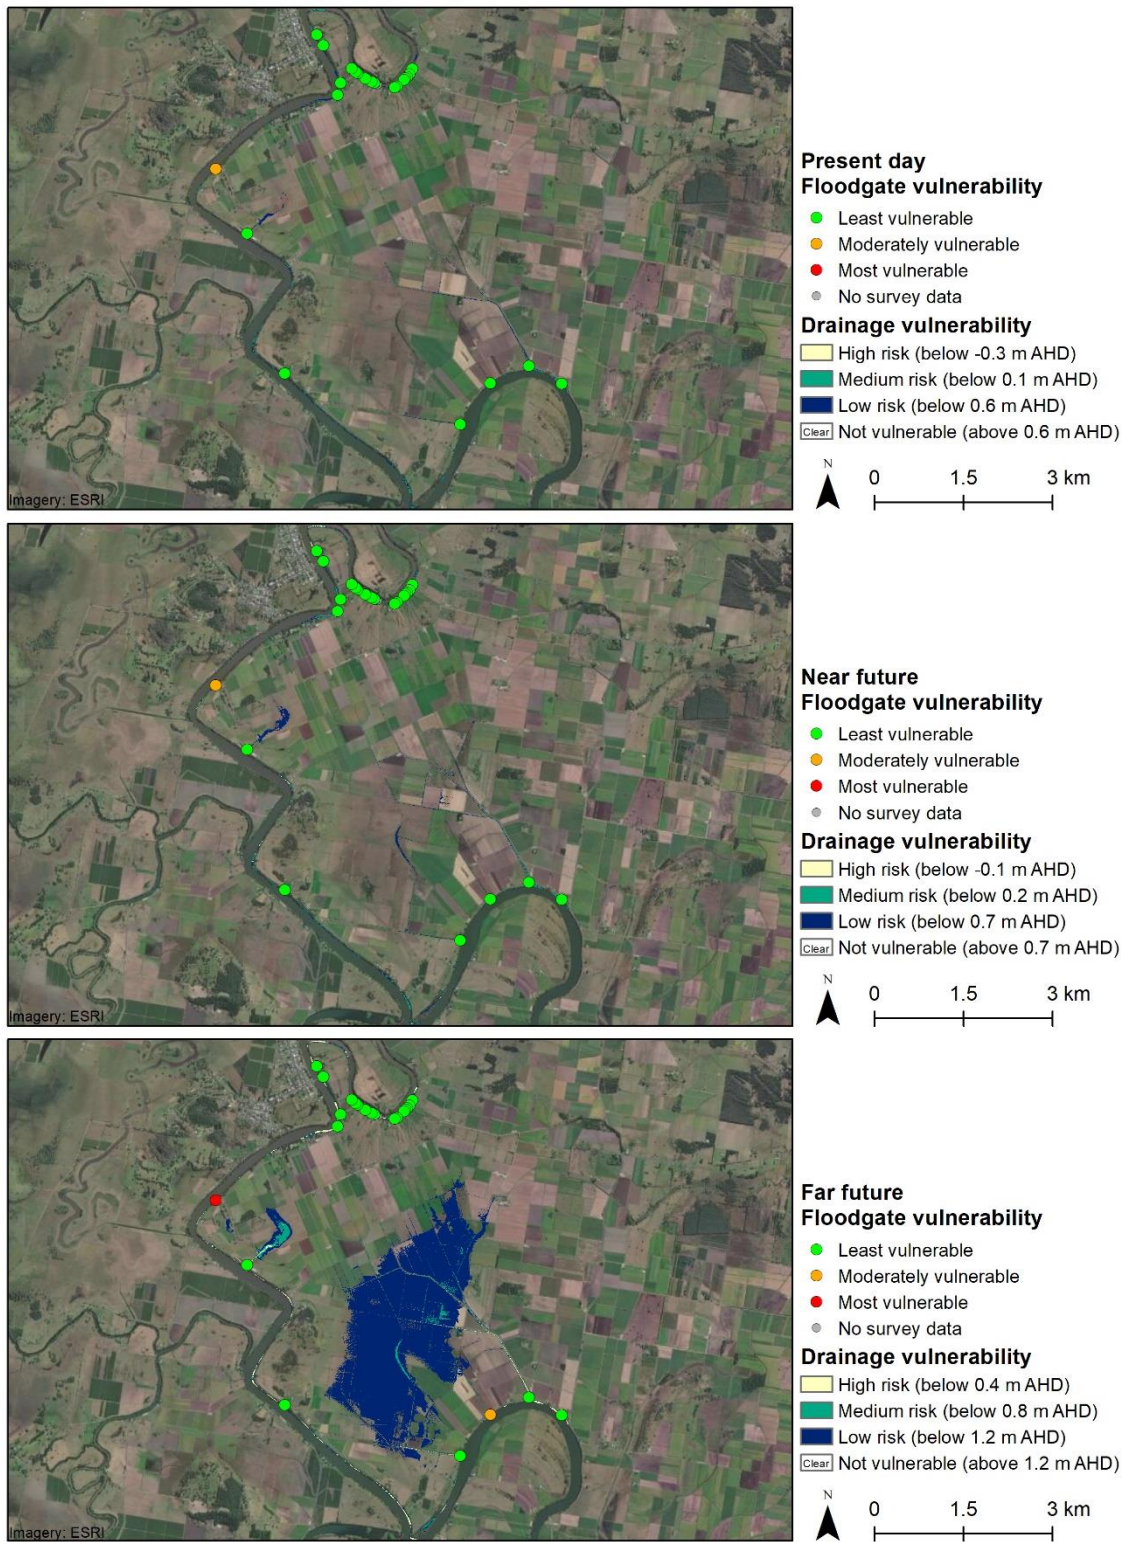 Present day
Floodgate vulnerability
Least vulnerable
Moderately vulnerable
Most vulnerable
No survey data
Drainage vulnerability
High risk (below -0.3 m AHD)
Medium risk (below 0.1 m AHD)
Low risk (below 0.6 m AHD)
Clear Not vulnerable (above 0.6 m AHD)
N
0 1.5 3 km
Imagery: ESRI
Near future
Floodgate vulnerability
Least vulnerable
Moderately vulnerable
Most vulnerable
No survey data
Drainage vulnerability
High risk (below -0.1 m AHD)
Medium risk (below 0.2 m AHD)
Low risk (below 0.7 m AHD)
Clear Not vulnerable (above 0.7 m AHD)
N
0 1.5 3 km
Imagery: ESRI
Far future
Floodgate vulnerability
Least vulnerable
Moderately vulnerable
Most vulnerable
No survey data
Drainage vulnerability
High risk (below 0.4 m AHD)
Medium risk (below 0.8 m AHD)
Low risk (below 1.2 m AHD)
Clear Not vulnerable (above 1.2 m AHD)
N
0 1.5 3 km
Imagery: ESRI